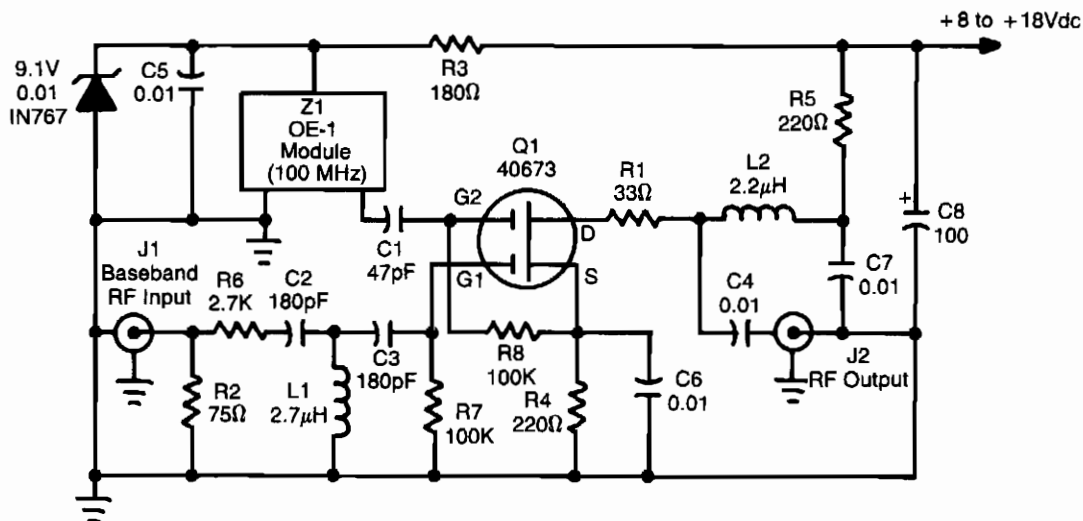 +8 to +18Vdc
9.1V
0.01
IN767
C5
0.01
Z1
OE-1
Module
(100 MHz)
R3
180Ω
Q1
40673
R5
220Ω
L2
2.2μH
R1
33Ω
G2
D
G1
S
C1
47pF
+
C8
100
C7
0.01
C4
0.01
J1
Baseband
RF Input
R6
2.7K
C2
180pF
C3
180pF
R8
100K
J2
RF Output
R2
75Ω
L1
2.7μH
R7
100K
R4
220Ω
C6
0.01